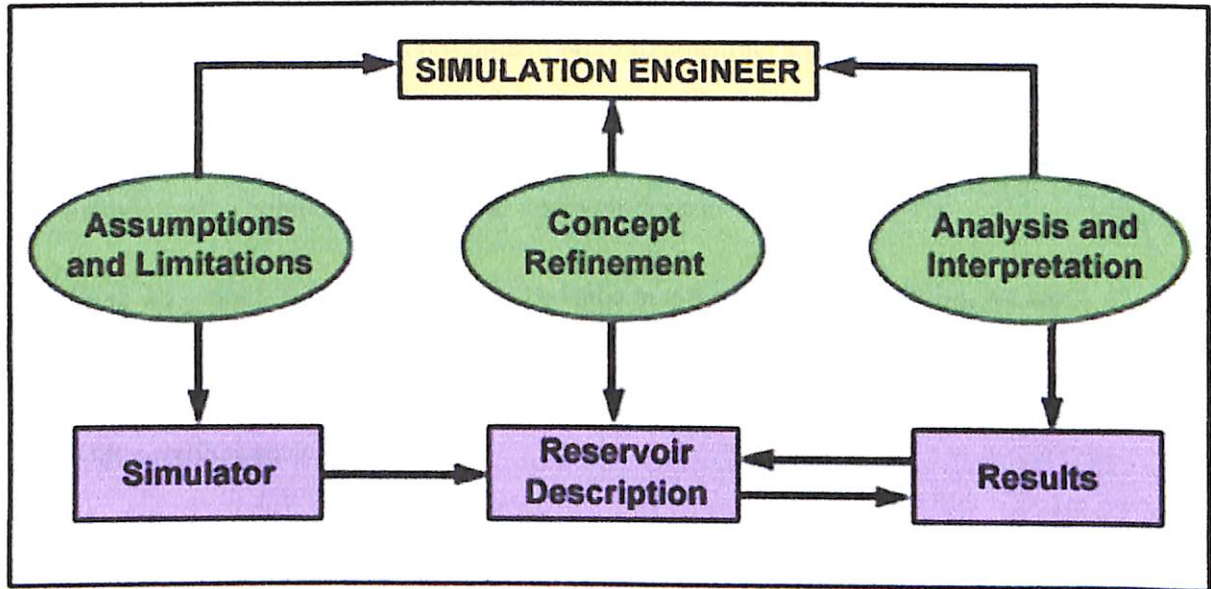 SIMULATION ENGINEER
Assumptions
and Limitations
Concept
Refinement
Analysis and
Interpretation
Simulator
Reservoir
Description
Results